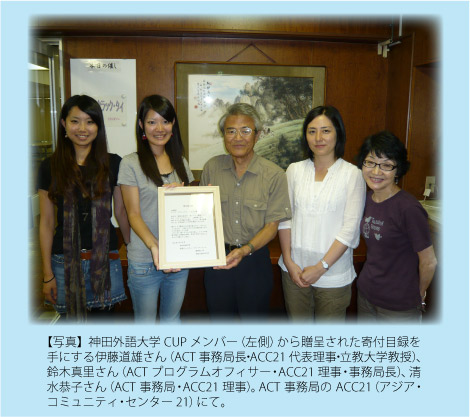 【写真】神田外語大学 CUP メンバー（左側）から贈呈された寄付目録を
手にする伊藤道雄さん（ACT 事務局長・ACC21 代表理事・立教大学教授）、
鈴木真里さん（ACT プログラムオフィサー・ACC21 理事・事務局長）、清
水恭子さん（ACT 事務局・ACC21 理事）。ACT 事務局の ACC21（アジア・
コミュニティ・センター 21）にて。